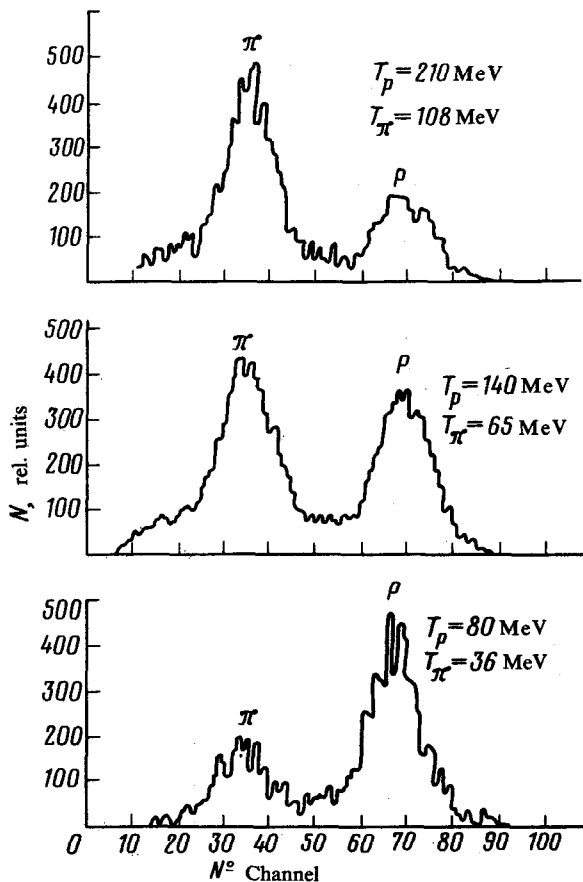 π
500
T_p=210 MeV
400
T_π=108 MeV
300
p
200
100
500
π
p
400
T_p=140 MeV
300
T_π=65 MeV
200
100
N, rel. units
p
500
T_p=80 MeV
400
T_π=36 MeV
300
π
200
100
0 10 20 30 40 50 60 70 80 90 100
Nº Channel